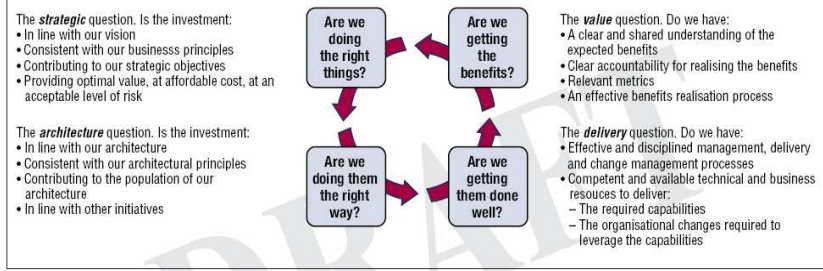 The strategic question. Is the investment:
• In line with our vision
• Consistent with our businesss principles
• Contributing to our strategic objectives
• Providing optimal value, at affordable cost, at an
acceptable level of risk
Are we
doing
the right
things?
Are we
getting
the
benefits?
The value question. Do we have:
• A clear and shared understanding of the
expected benefits
• Clear accountability for realising the benefits
• Relevant metrics
• An effective benefits realisation process
The architecture question. Is the investment:
• In line with our architecture
• Consistent with our architectural principles
• Contributing to the population of our
architecture
• In line with other initiatives
Are we
doing them
the right
way?
Are we
getting
them done
well?
The delivery question. Do we have:
• Effective and disciplined management, delivery
and change management processes
• Competent and available technical and business
resouces to deliver:
– The required capabilities
– The organisational changes required to
leverage the capabilities
DRAFT